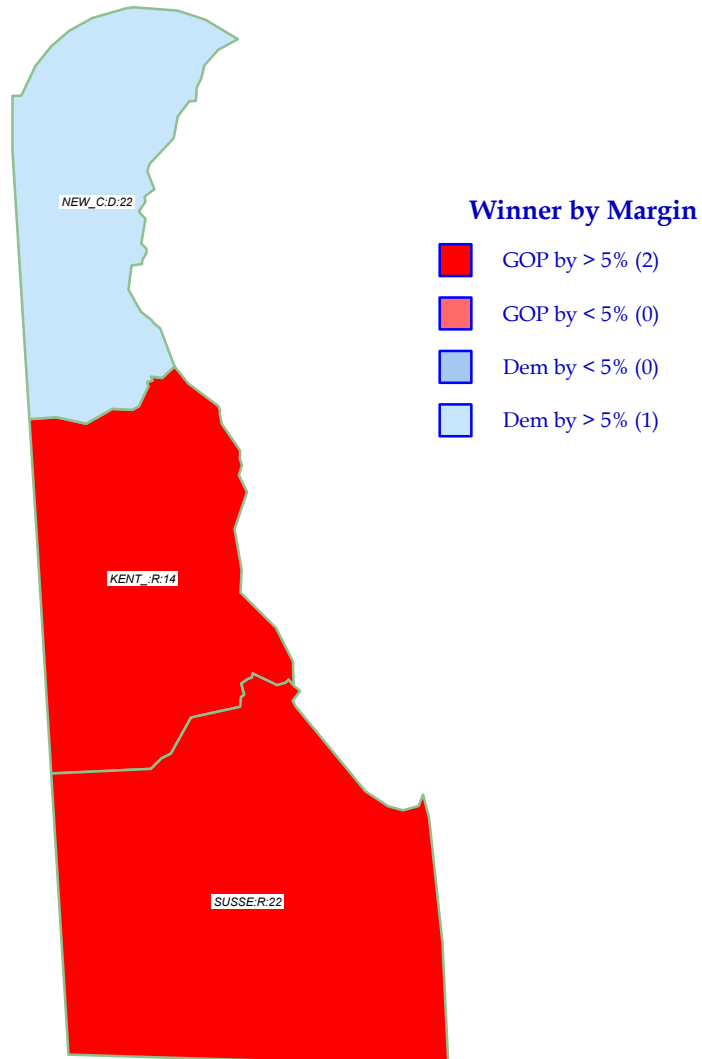 NEW_C:D:22
Winner by Margin
GOP by > 5% (2)
GOP by < 5% (0)
Dem by < 5% (0)
Dem by > 5% (1)
KENT_:R:14
SUSSE:R:22